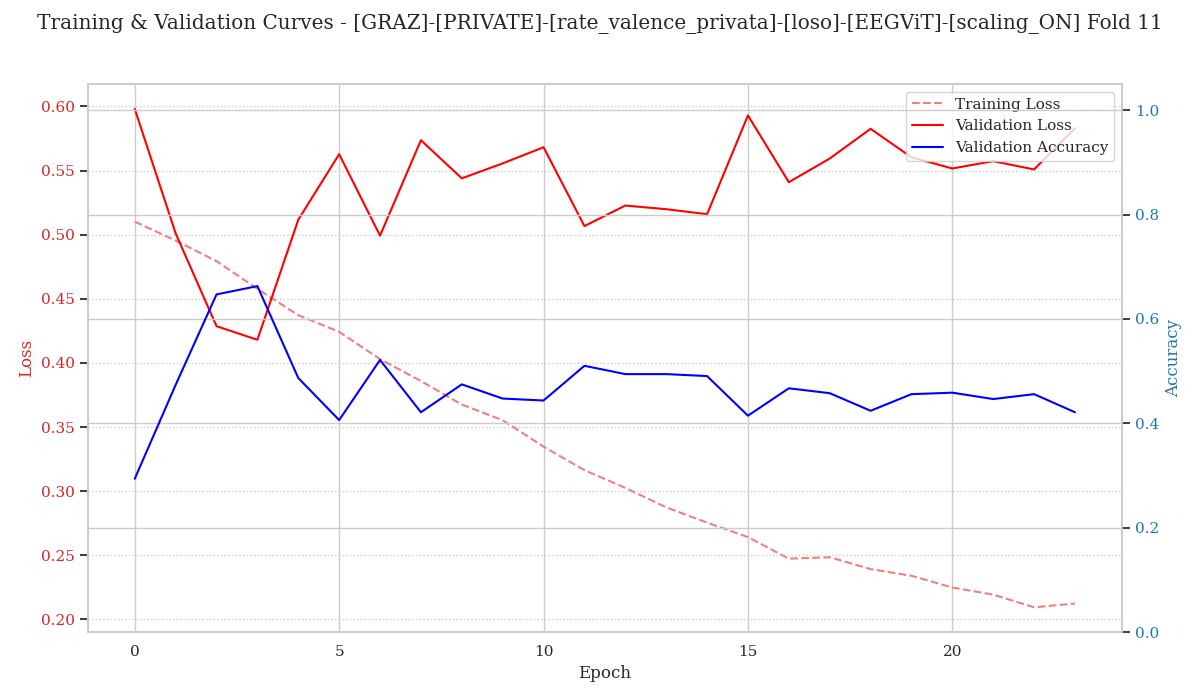 Training & Validation Curves - [GRAZ]-[PRIVATE]-[rate_valence_privata]-[loso]-[EEGViT]-[scaling_ON] Fold 11
Training Loss
Validation Loss
Validation Accuracy
Loss
0.60
0.55
0.50
0.45
0.40
0.35
0.30
0.25
0.20
Accuracy
1.0
0.8
0.6
0.4
0.2
0.0
0
5
10
15
20
Epoch